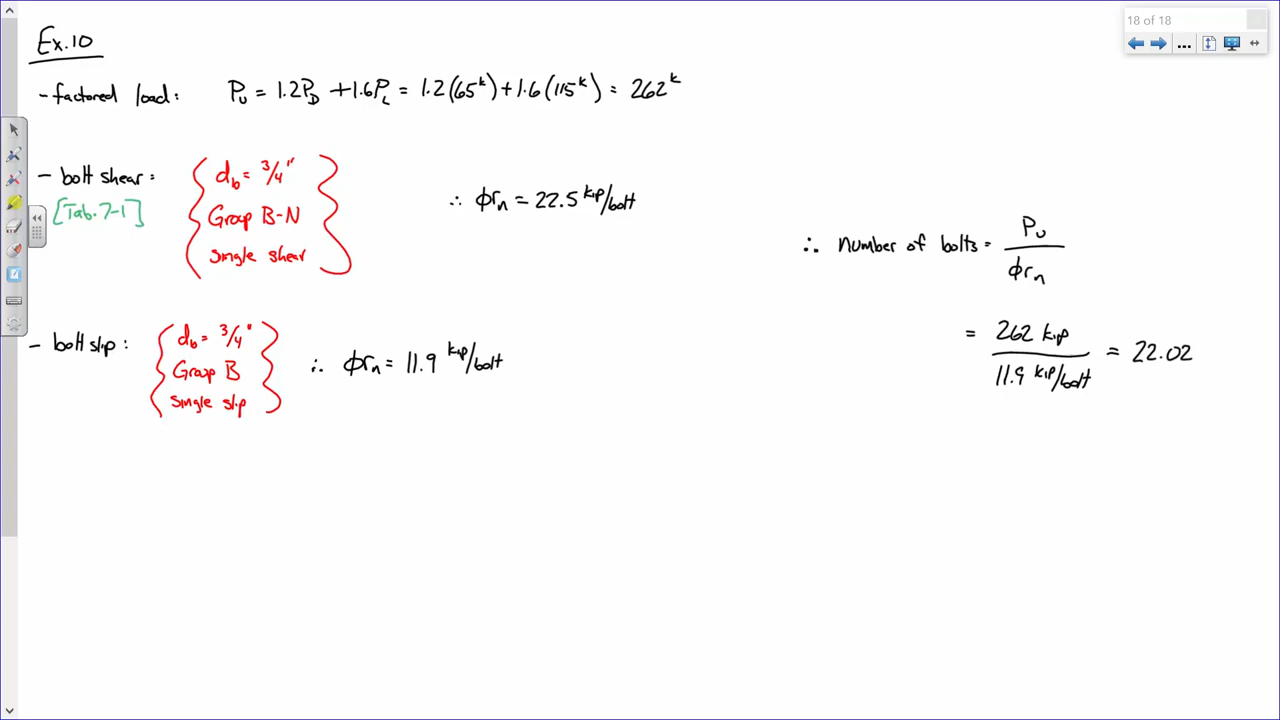 18 of 18
Ex.10
- factored load: Pu = 1.2PD + 1.6PL = 1.2(65k) + 1.6(115k) = 262k
- bolt shear:
[Tab. 7-1]
db = 3/4"
Group B-N
single shear
∴ ϕrn = 22.5 kip/bolt
- bolt slip:
db = 3/4"
Group B
single slip
∴ ϕrn = 11.9 kip/bolt
∴ number of bolts = Pu / ϕrn
= 262 kip / 11.9 kip/bolt = 22.02